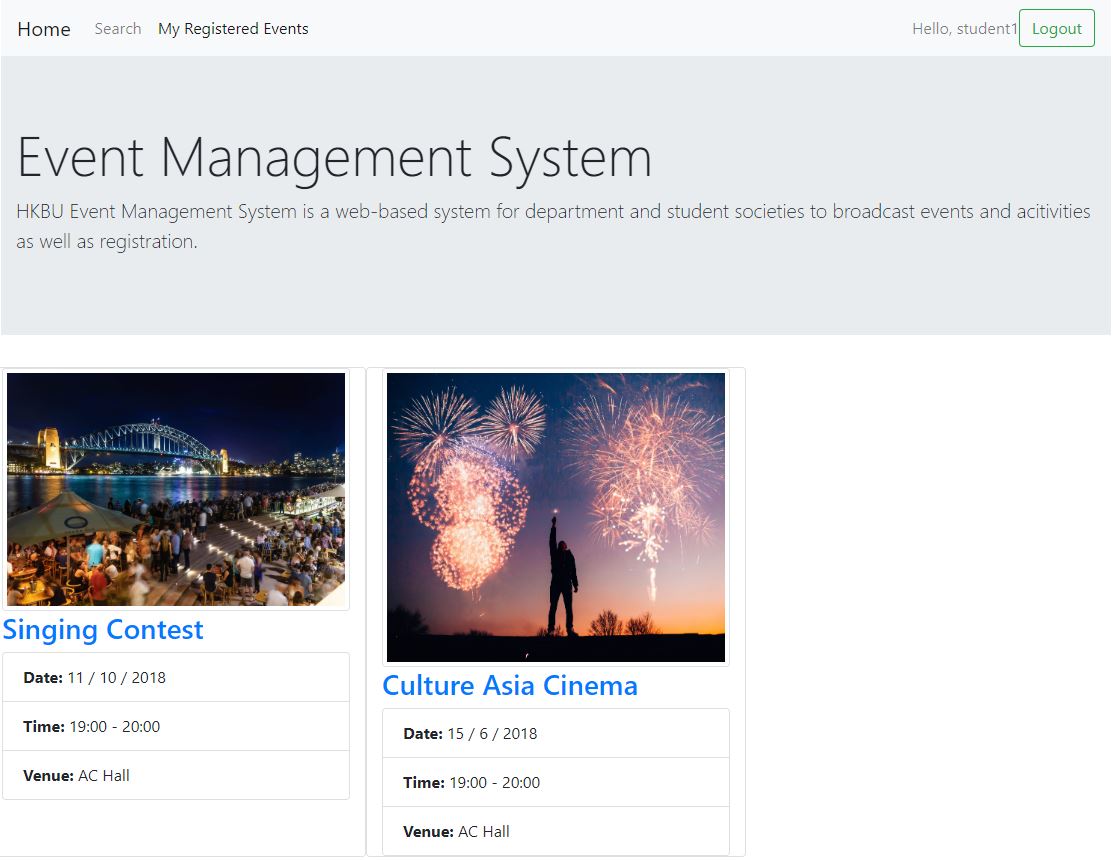 Home Search My Registered Events Hello, student1 Logout
Event Management System
HKBU Event Management System is a web-based system for department and student societies to broadcast events and acitivities
as well as registration.
Singing Contest
Date: 11 / 10 / 2018
Time: 19:00 - 20:00
Venue: AC Hall
Culture Asia Cinema
Date: 15 / 6 / 2018
Time: 19:00 - 20:00
Venue: AC Hall